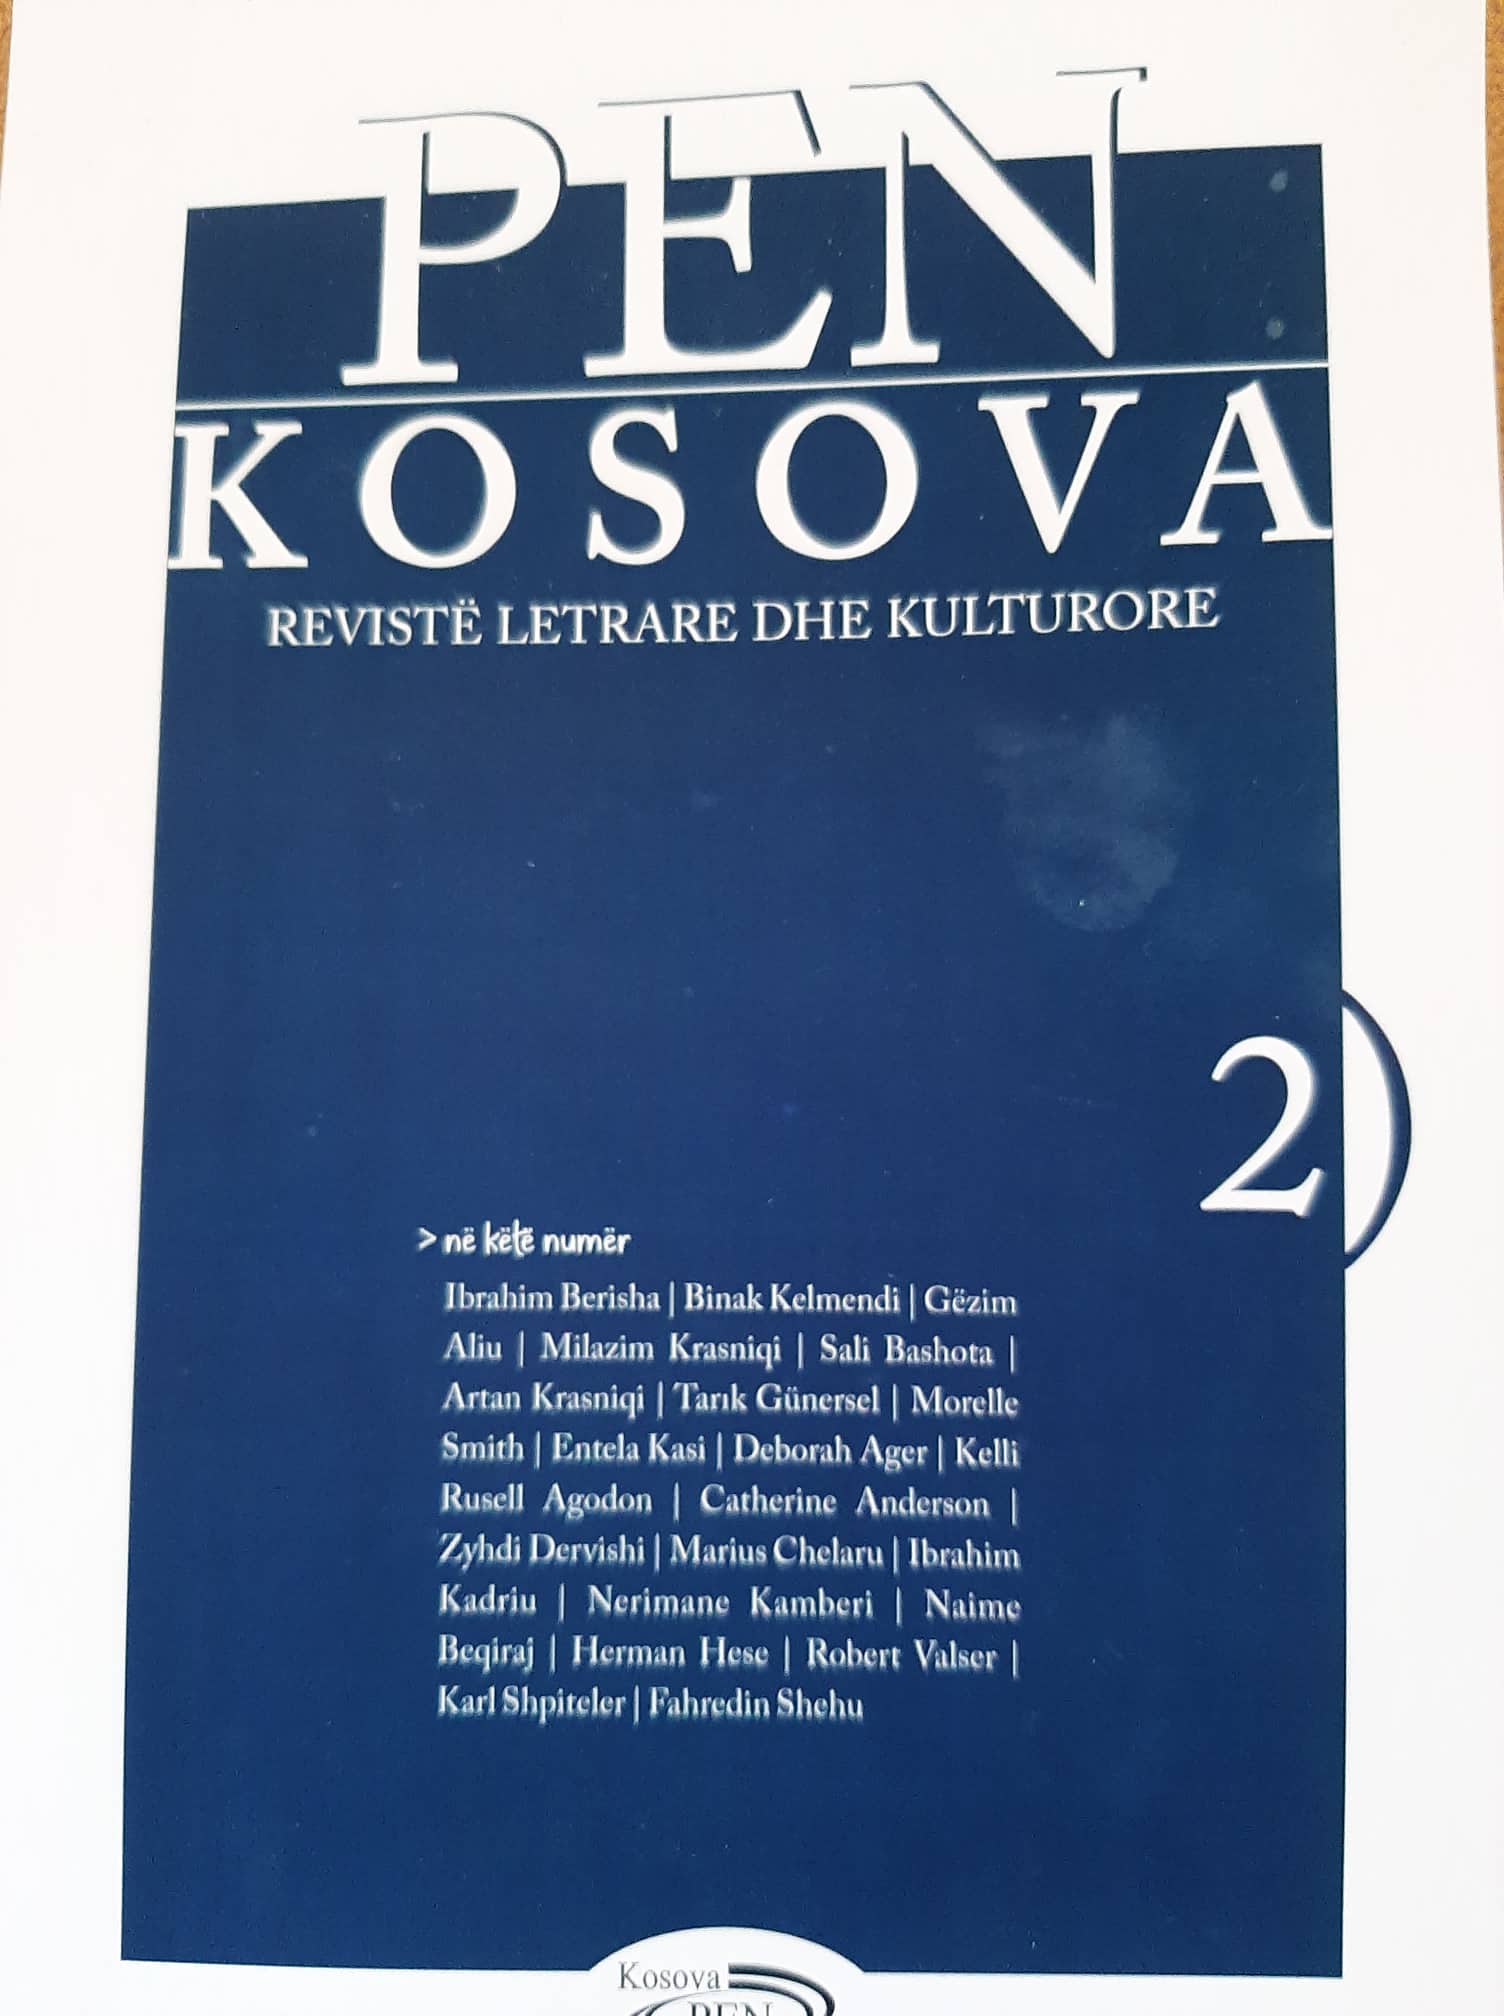 PEN
KOSOVA
REVISTË LETRARE DHE KULTURORE
2
> në këtë numër
Ibrahim Berisha | Binak Kelmendi | Gëzim
Aliu | Milazim Krasniqi | Sali Bashota |
Artan Krasniqi | Tarık Günersel | Morelle
Smith | Entela Kasi | Deborah Ager | Kelli
Rusell Agodon | Catherine Anderson |
Zyhdi Dervishi | Marius Chelaru | Ibrahim
Kadriu | Nerimane Kamberi | Naime
Beqiraj | Herman Hese | Robert Valser |
Karl Shpiteler | Fahredin Shehu
Kosova
PEN